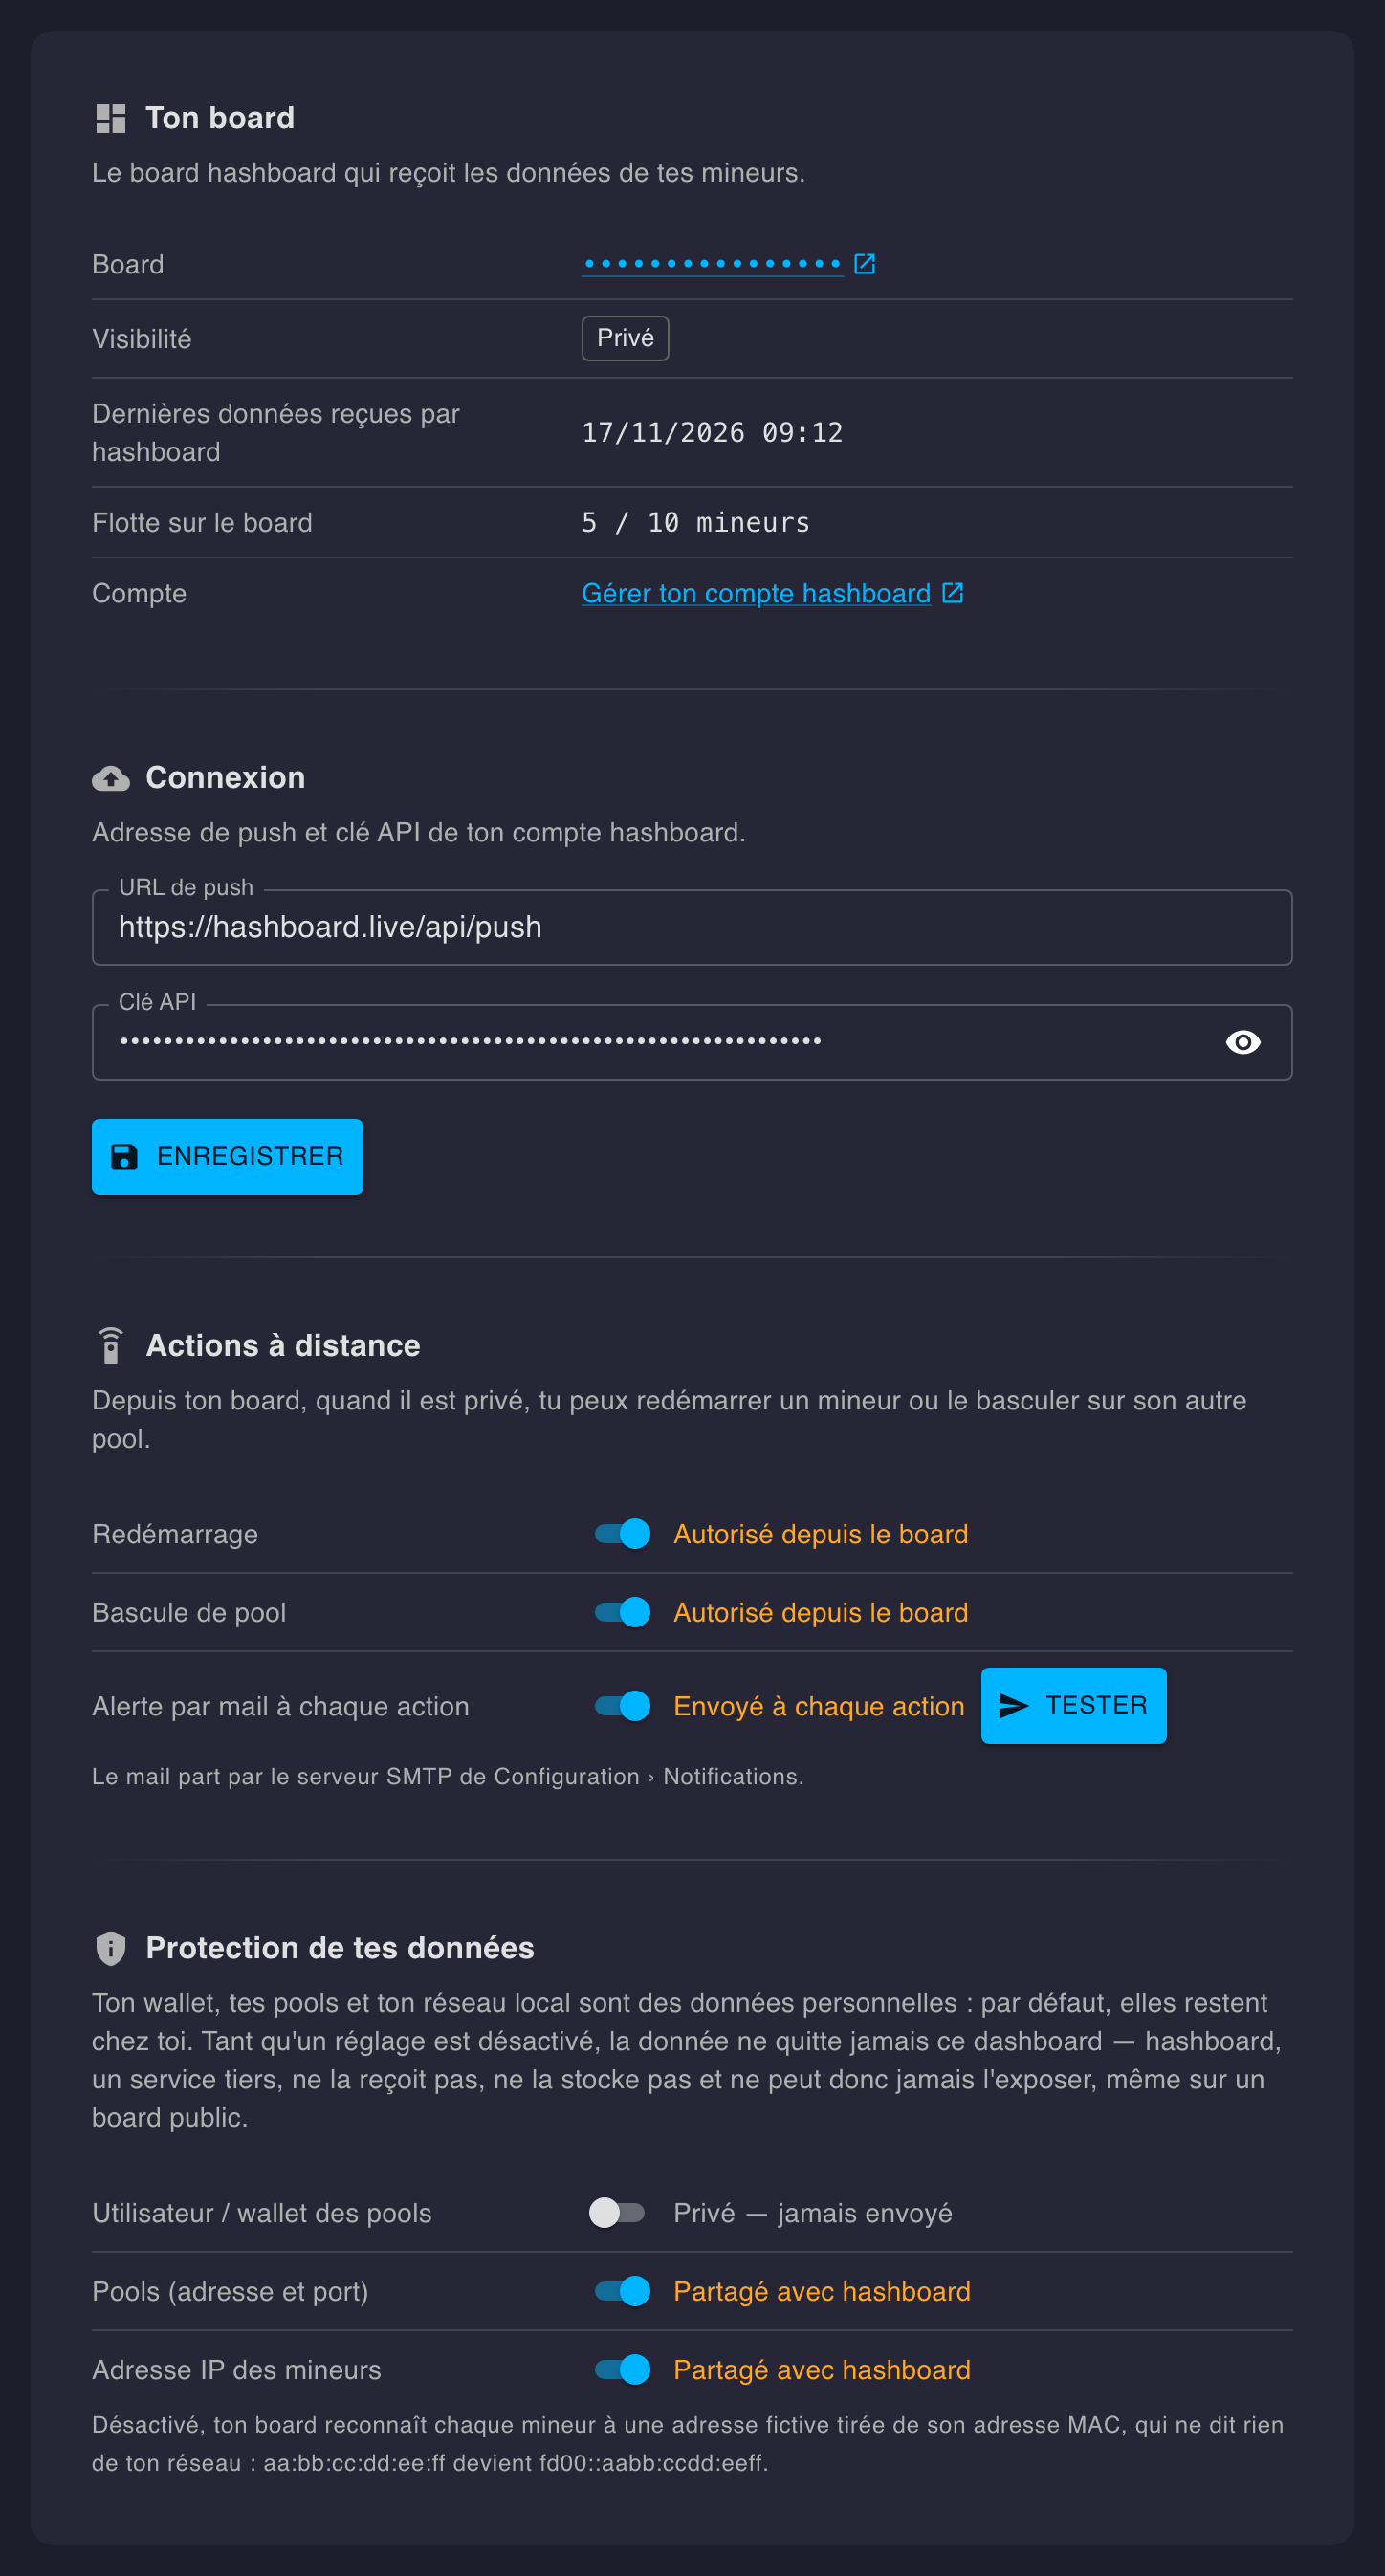 Ton board
Le board hashboard qui reçoit les données de tes mineurs.
Board ••••••••••••••••
Visibilité Privé
Dernières données reçues par
hashboard
17/11/2026 09:12
Flotte sur le board 5 / 10 mineurs
Compte Gérer ton compte hashboard
Connexion
Adresse de push et clé API de ton compte hashboard.
URL de push
https://hashboard.live/api/push
Clé API
••••••••••••••••••••••••••••••••••••••••••••••••••••••••••••••••
ENREGISTRER
Actions à distance
Depuis ton board, quand il est privé, tu peux redémarrer un mineur ou le basculer sur son autre
pool.
Redémarrage Autorisé depuis le board
Bascule de pool Autorisé depuis le board
Alerte par mail à chaque action Envoyé à chaque action TESTER
Le mail part par le serveur SMTP de Configuration › Notifications.
Protection de tes données
Ton wallet, tes pools et ton réseau local sont des données personnelles : par défaut, elles restent
chez toi. Tant qu'un réglage est désactivé, la donnée ne quitte jamais ce dashboard — hashboard,
un service tiers, ne la reçoit pas, ne la stocke pas et ne peut donc jamais l'exposer, même sur un
board public.
Utilisateur / wallet des pools Privé — jamais envoyé
Pools (adresse et port) Partagé avec hashboard
Adresse IP des mineurs Partagé avec hashboard
Désactivé, ton board reconnaît chaque mineur à une adresse fictive tirée de son adresse MAC, qui ne dit rien
de ton réseau : aa:bb:cc:dd:ee:ff devient fd00::aabb:ccdd:eeff.